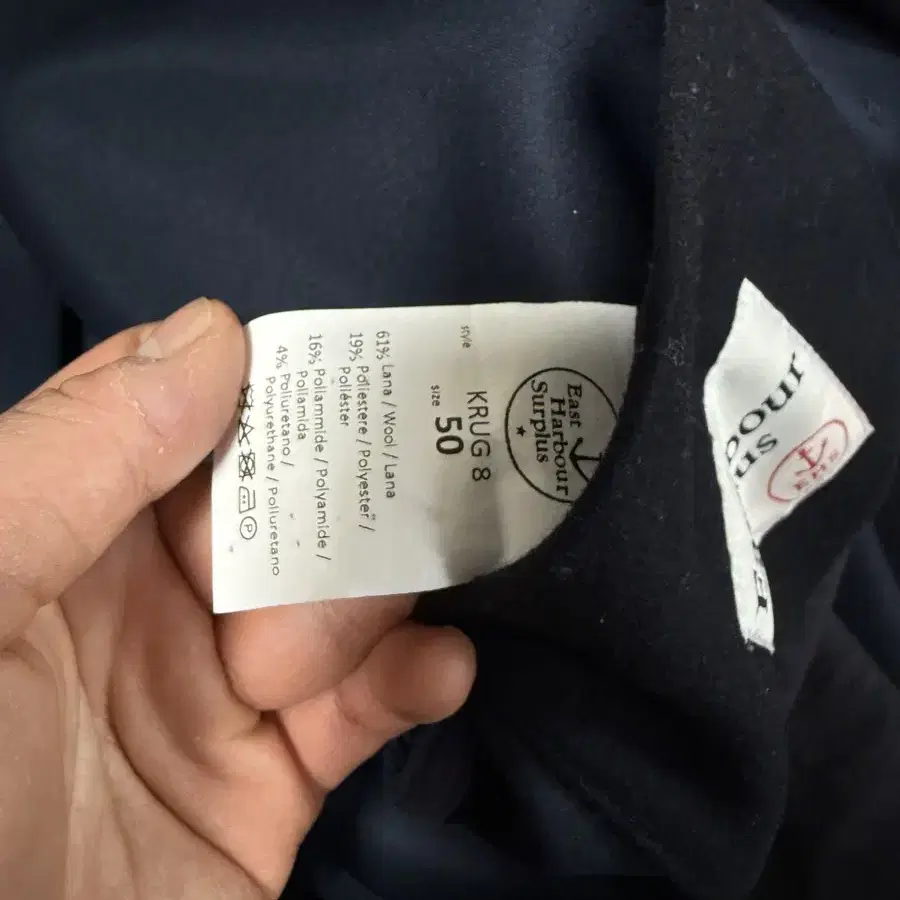 East
Harbour
Surplus
style
KRUG 8
size 50
61% Lana / Wool / Lana
19% Poliestere / Polyester /
Poliéster
16% Poliammide / Polyamide /
Poliamida
4% Poliuretano /
Polyurethane / Poliuretano
P
EHS